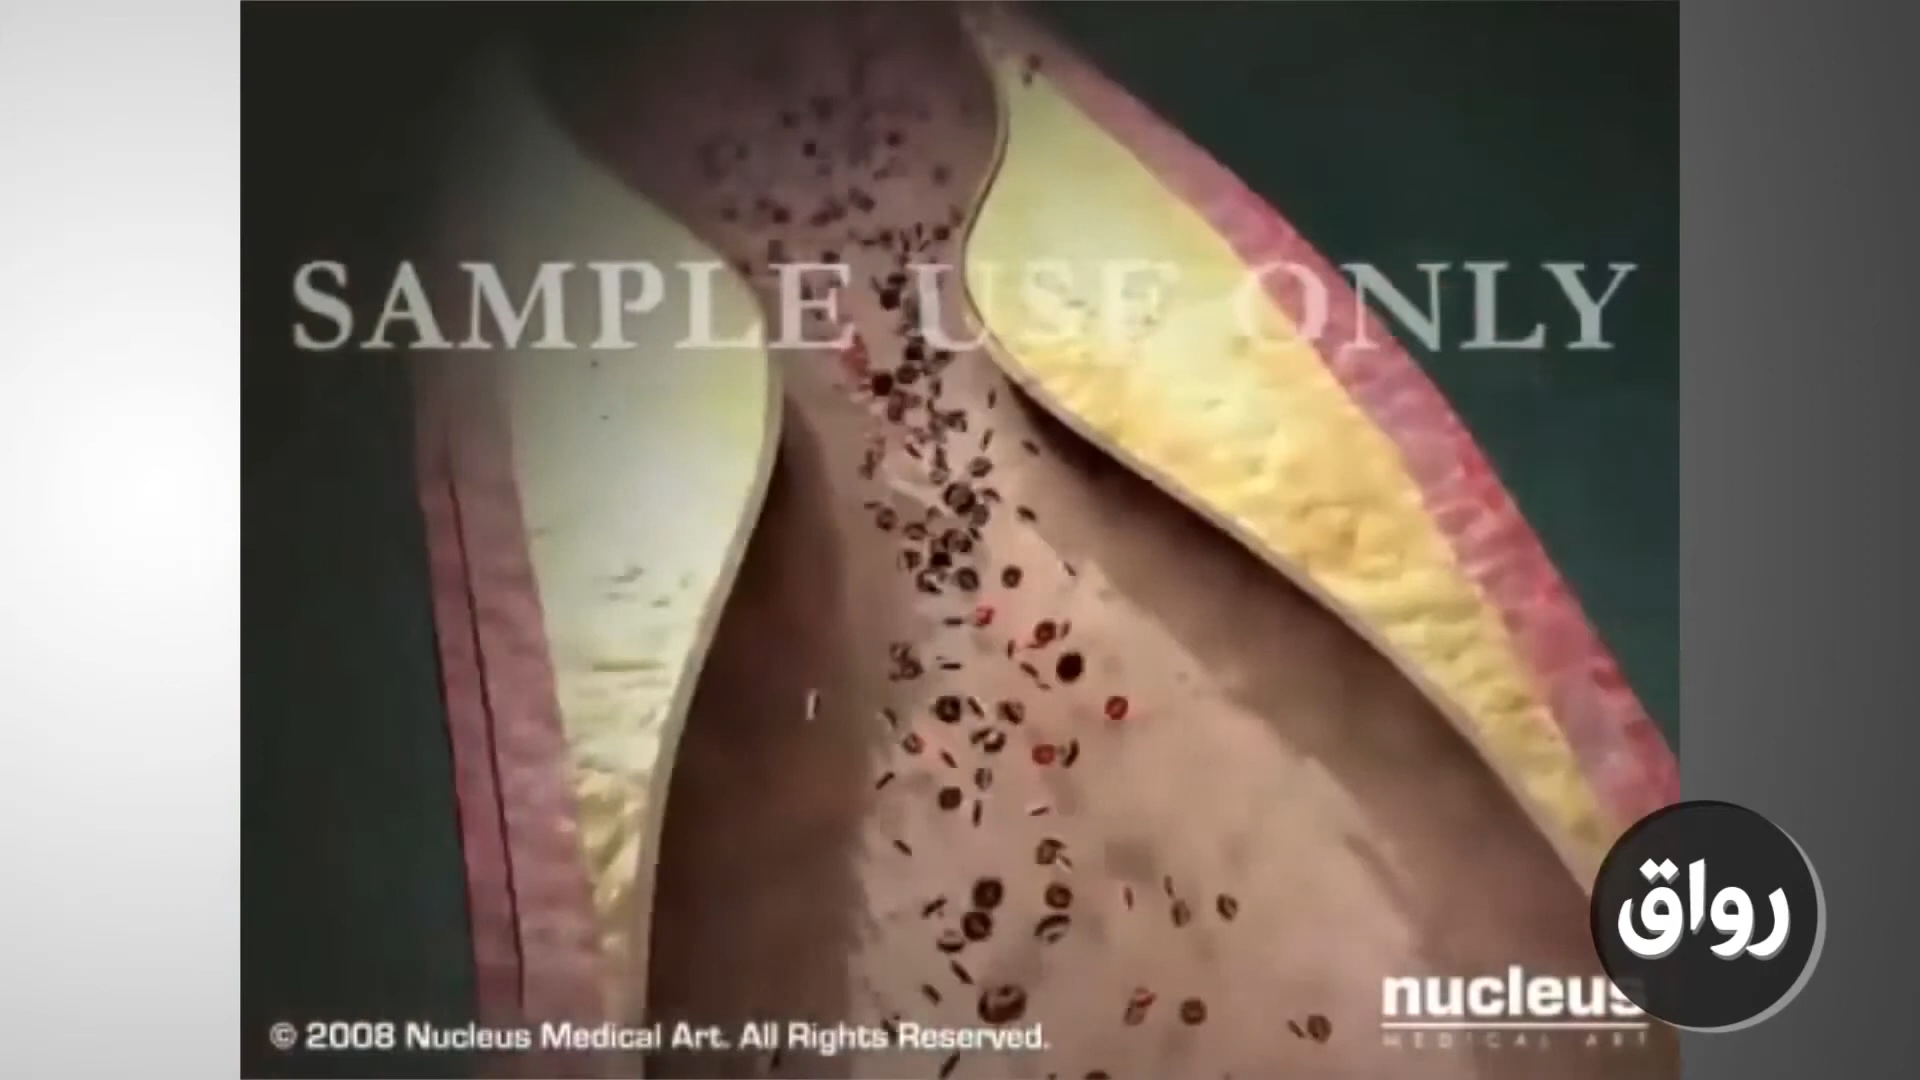 SAMPLE USE ONLY
رواق
nucleus
MEDICAL ART
© 2008 Nucleus Medical Art. All Rights Reserved.